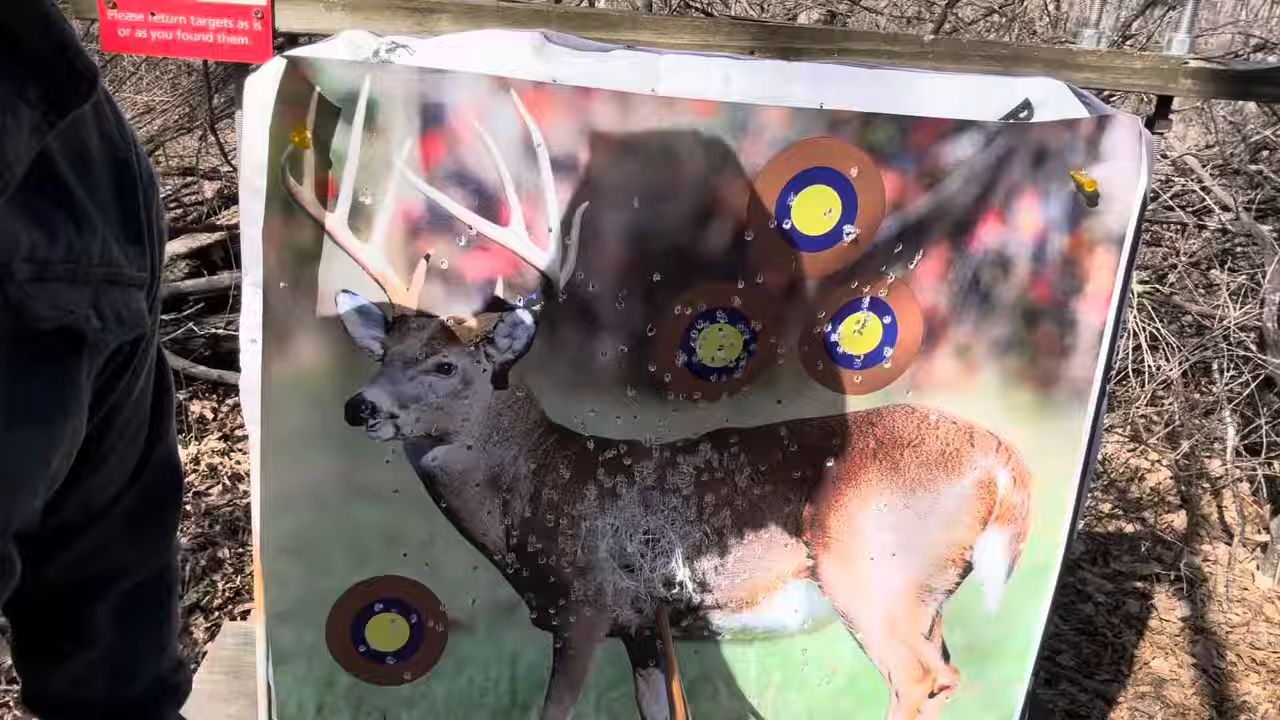 Please return targets as is
or as you found them.